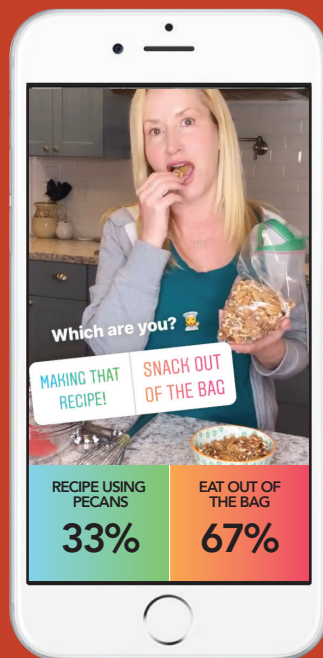 Which are you?
MAKING THAT
RECIPE!
SNACK OUT
OF THE BAG
RECIPE USING
PECANS
33%
EAT OUT OF
THE BAG
67%